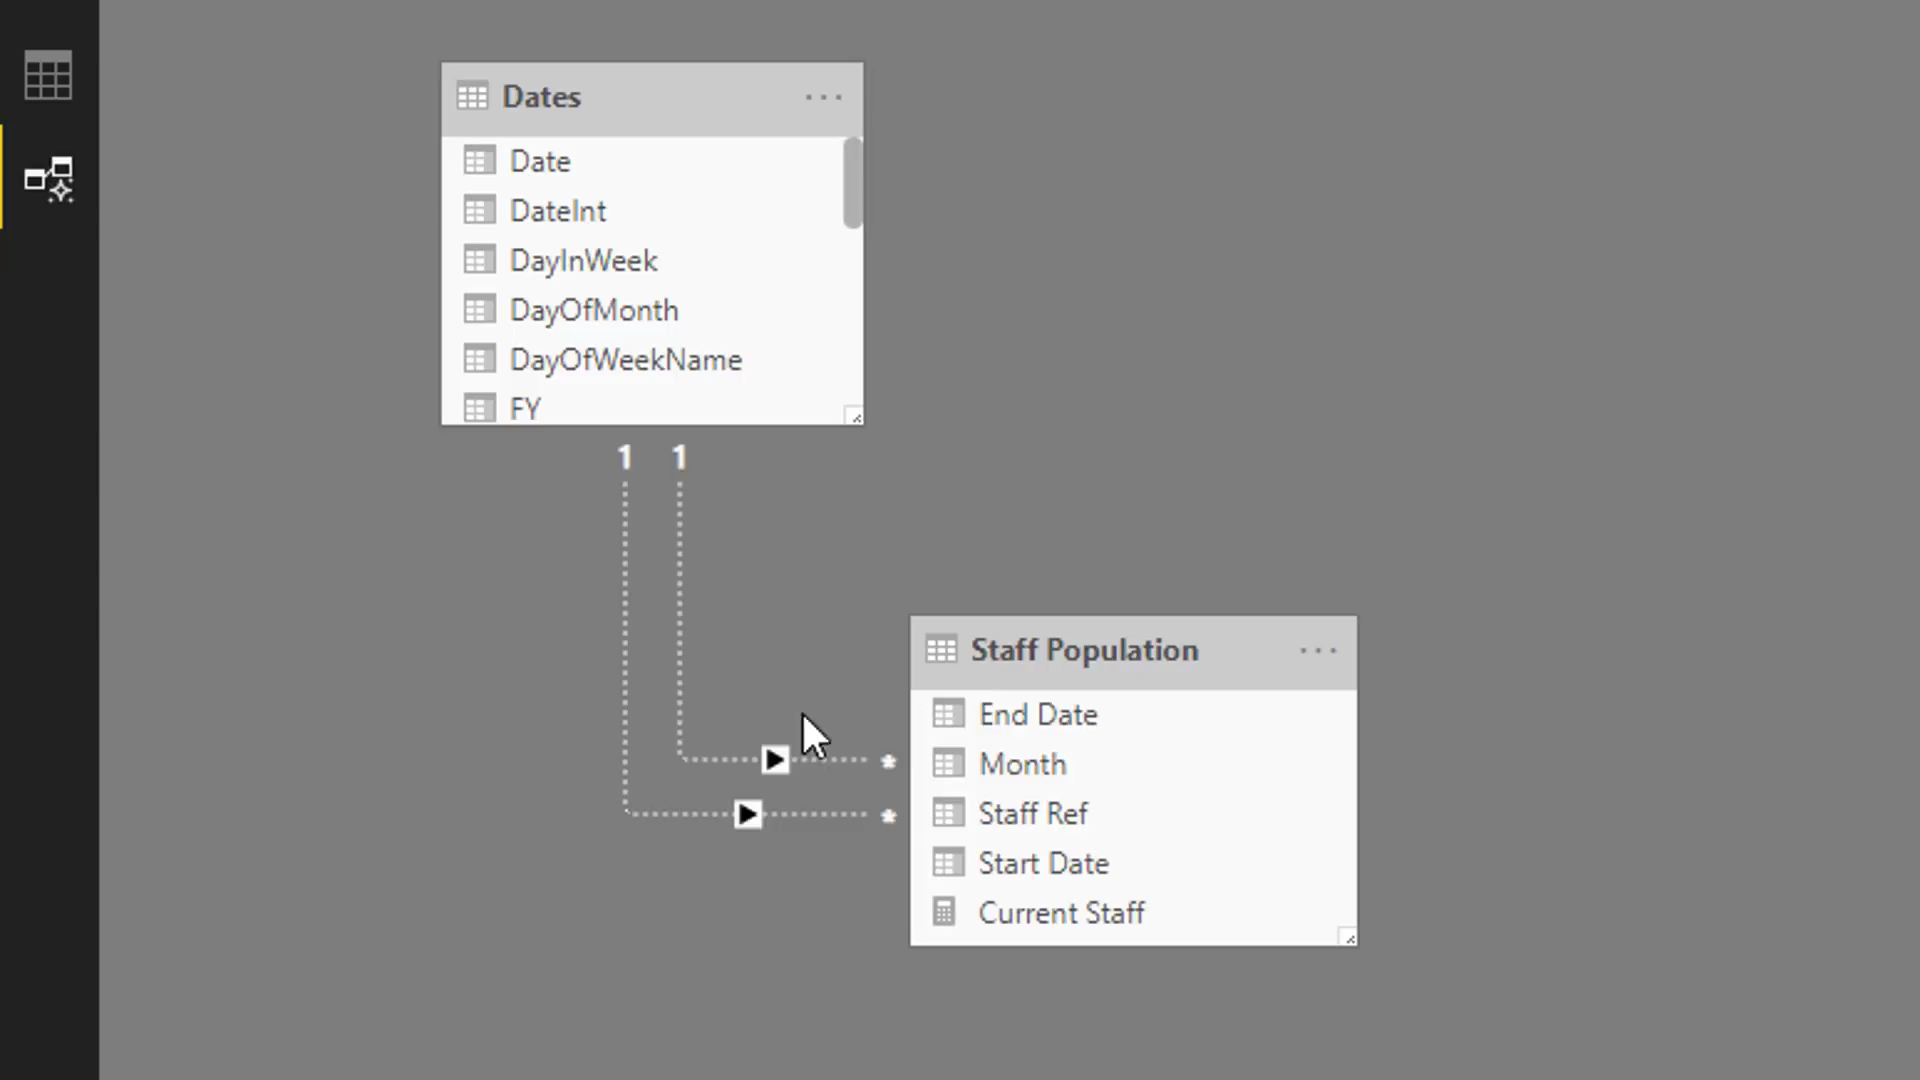 Dates ...
Date
DateInt
DayInWeek
DayOfMonth
DayOfWeekName
FY
1 1
*
*
Staff Population ...
End Date
Month
Staff Ref
Start Date
Current Staff